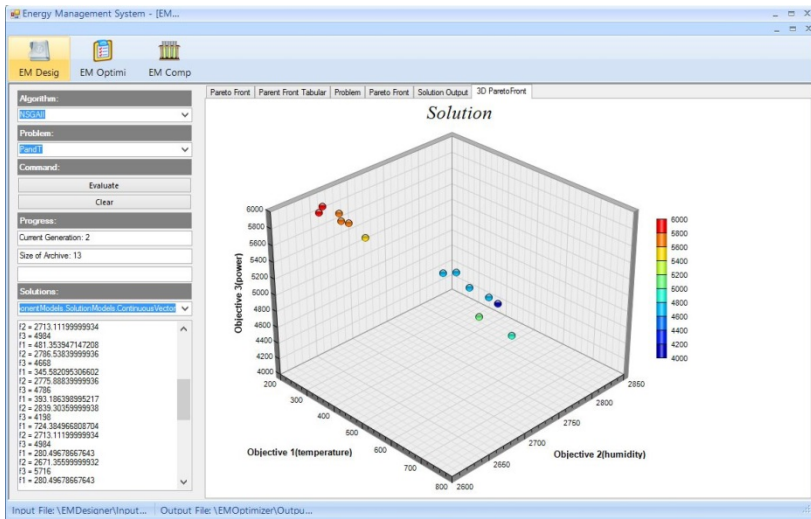 Energy Management System - [EM...
EM Desig
EM Optimi
EM Comp
Algorithm:
NSGAII
Problem:
FandT
Command:
Evaluate
Clear
Progress:
Current Generation: 2
Size of Archive: 13
Solutions:
onentModels.SolutionModels.ContinuousVector
f2 = 2713.11199999934
f3 = 4984
f1 = 481.353947147208
f2 = 2786.53839999936
f3 = 4668
f1 = 345.582095306602
f2 = 2775.88839999936
f3 = 4786
f1 = 393.186398995217
f2 = 2839.30359999938
f3 = 4198
f1 = 724.384966808704
f2 = 2713.11199999934
f3 = 4984
f1 = 280.49678667643
f2 = 2671.35599999932
f3 = 5716
f1 = 280.49678667643
Pareto Front
Parent Front Tabular
Problem
Pareto Front
Solution Output
3D ParetoFront
Solution
Objective 3(power)
6000
5800
5600
5400
5200
5000
4800
4600
4400
4200
4000
Objective 1(temperature)
200
300
400
500
600
700
800
Objective 2(humidity)
2600
2650
2700
2750
2800
2850
6000
5800
5600
5400
5200
5000
4800
4600
4400
4200
4000
Input File: \EMDesigner\Input...
Output File: \EMOptimizer\Outpu...